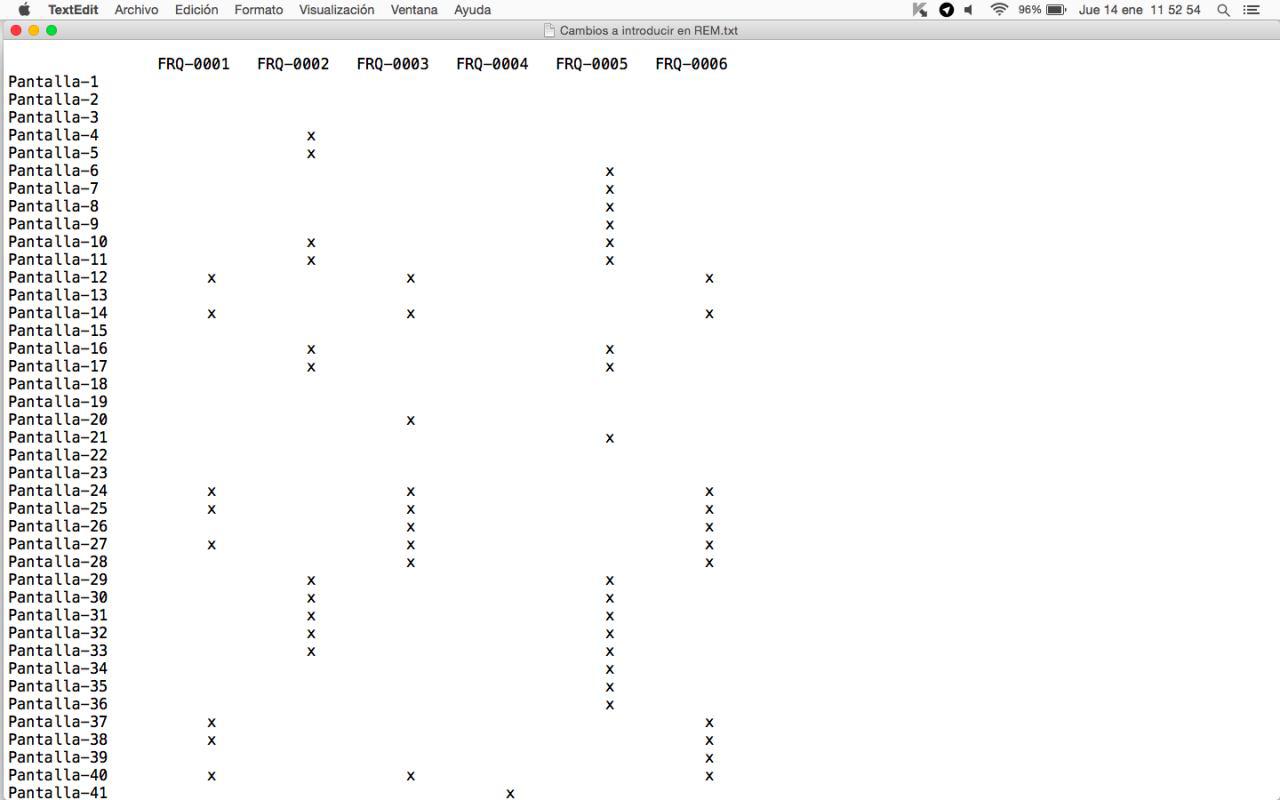 TextEdit Archivo Edición Formato Visualización Ventana Ayuda 96% Jue 14 ene 11 52 54
Cambios a introducir en REM.txt
FRQ-0001 FRQ-0002 FRQ-0003 FRQ-0004 FRQ-0005 FRQ-0006
Pantalla-1
Pantalla-2
Pantalla-3
Pantalla-4 x
Pantalla-5 x
Pantalla-6 x
Pantalla-7 x
Pantalla-8 x
Pantalla-9 x
Pantalla-10 x x
Pantalla-11 x x
Pantalla-12 x x x
Pantalla-13
Pantalla-14 x x x
Pantalla-15
Pantalla-16 x x
Pantalla-17 x x
Pantalla-18
Pantalla-19
Pantalla-20 x
Pantalla-21 x
Pantalla-22
Pantalla-23
Pantalla-24 x x x
Pantalla-25 x x x
Pantalla-26 x x
Pantalla-27 x x x
Pantalla-28 x x
Pantalla-29 x x
Pantalla-30 x x
Pantalla-31 x x
Pantalla-32 x x
Pantalla-33 x x
Pantalla-34 x
Pantalla-35 x
Pantalla-36 x
Pantalla-37 x x
Pantalla-38 x x
Pantalla-39 x
Pantalla-40 x x x
Pantalla-41 x